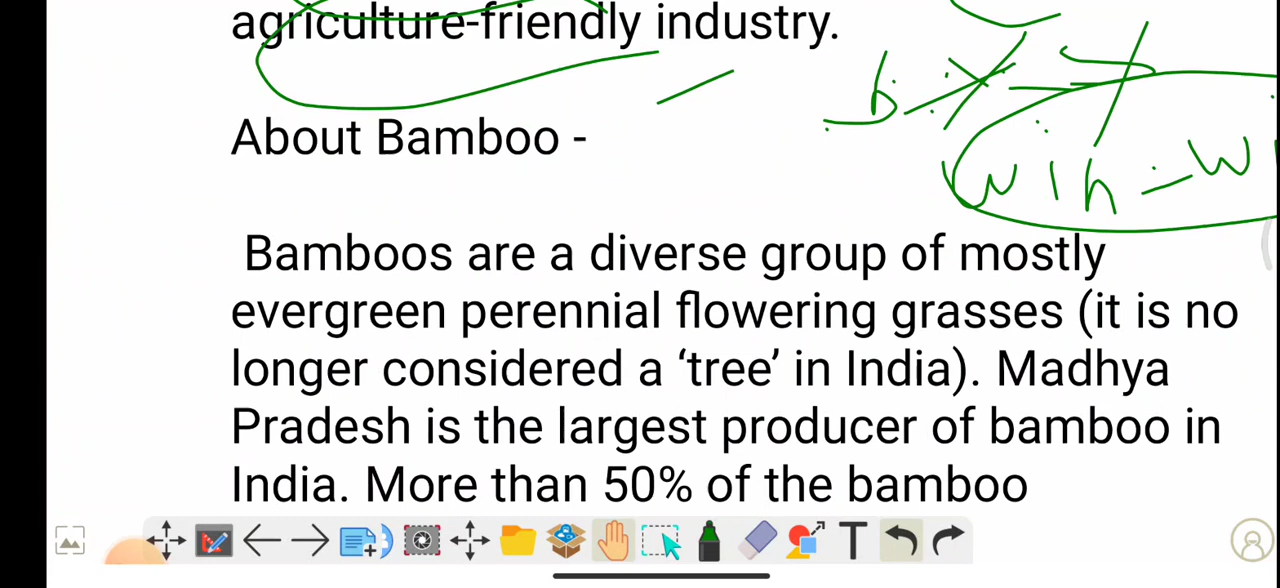 agriculture-friendly industry.
About Bamboo -
win - w
Bamboos are a diverse group of mostly
evergreen perennial flowering grasses (it is no
longer considered a ‘tree’ in India). Madhya
Pradesh is the largest producer of bamboo in
India. More than 50% of the bamboo